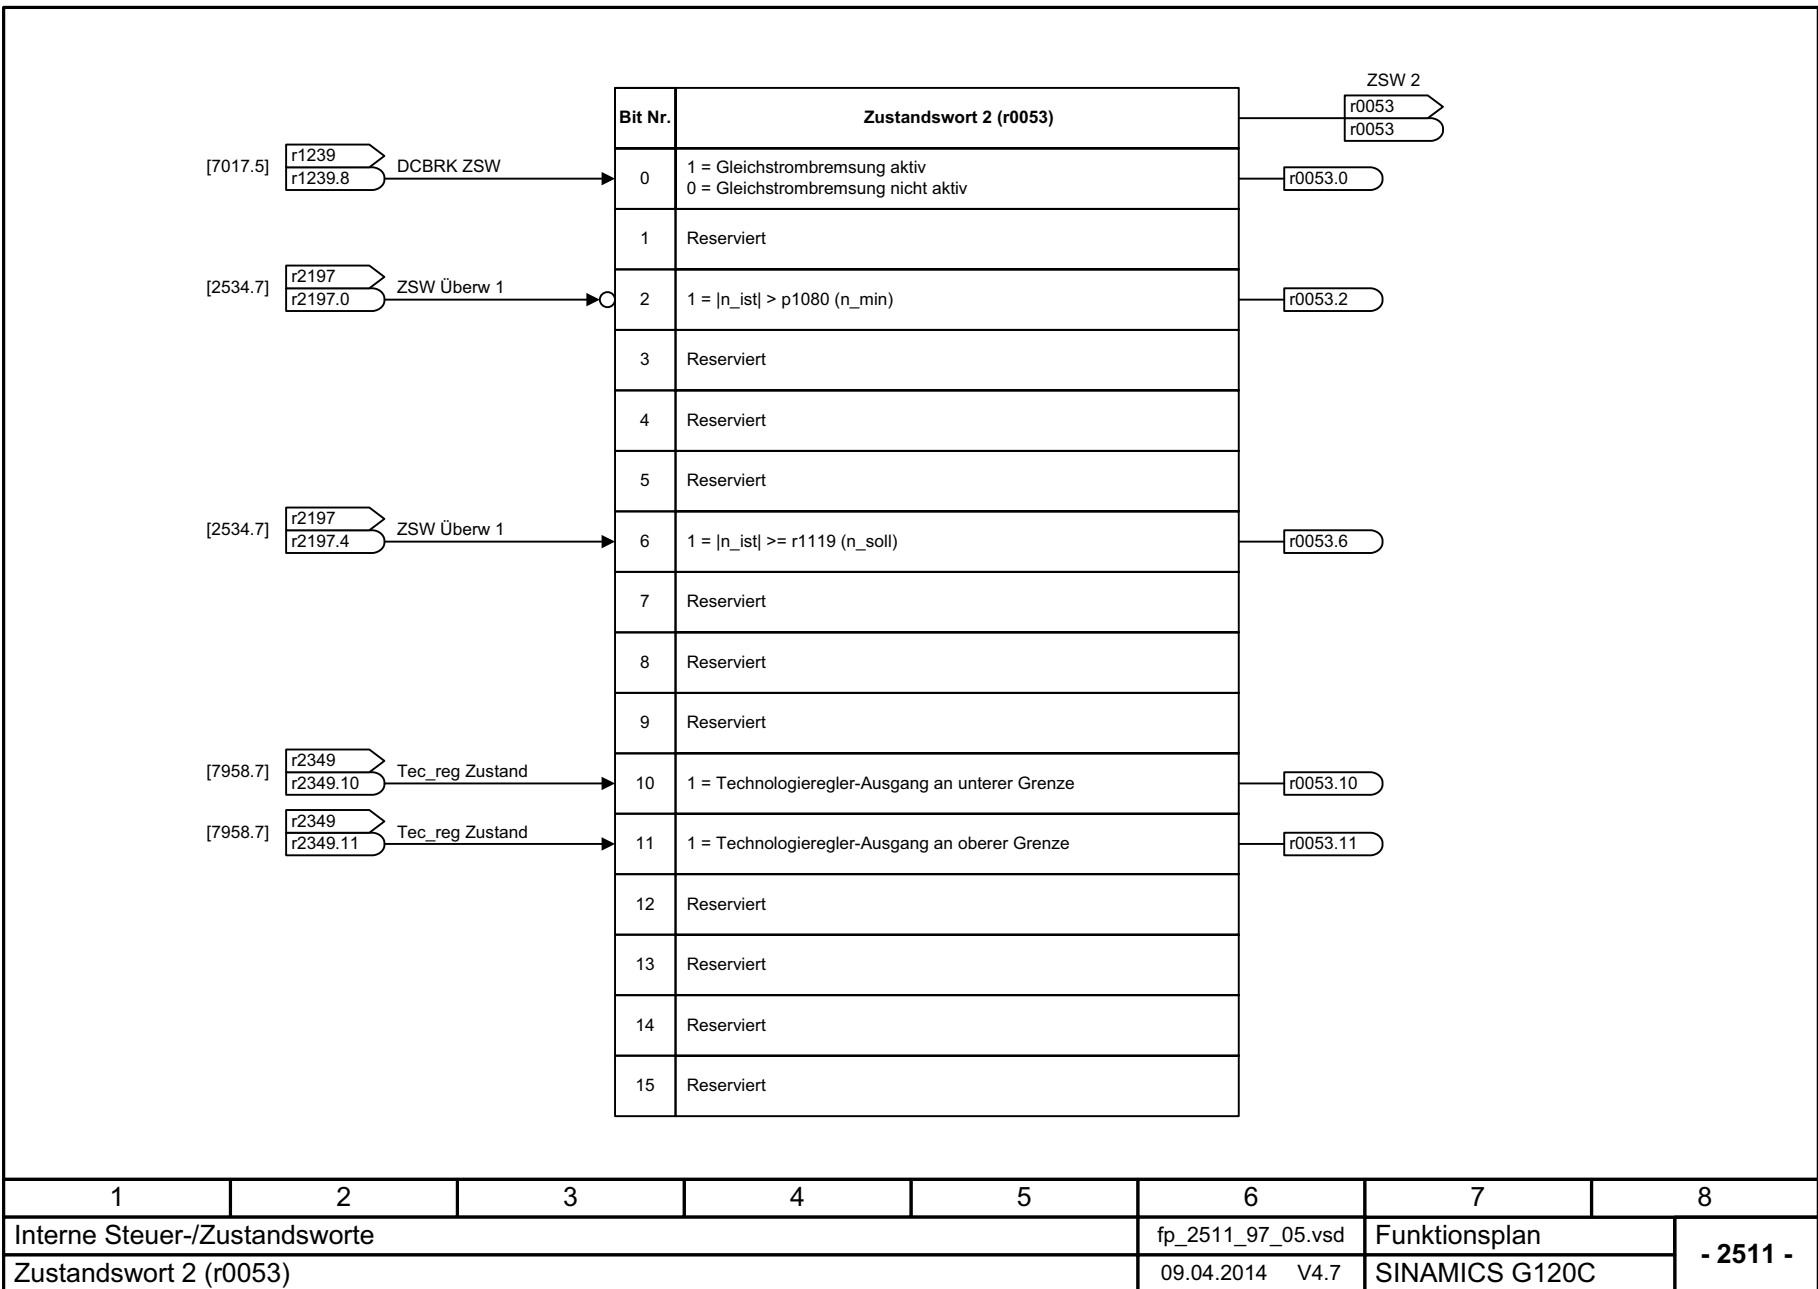 ZSW 2
Bit Nr. Zustandswort 2 (r0053) r0053
r0053
[7017.5] r1239 DCBRK ZSW
r1239.8
0 1 = Gleichstrombremsung aktiv
0 = Gleichstrombremsung nicht aktiv
r0053.0
1 Reserviert
[2534.7] r2197 ZSW Überw 1
r2197.0
2 1 = |n_ist| > p1080 (n_min) r0053.2
3 Reserviert
4 Reserviert
5 Reserviert
[2534.7] r2197 ZSW Überw 1
r2197.4
6 1 = |n_ist| >= r1119 (n_soll) r0053.6
7 Reserviert
8 Reserviert
9 Reserviert
[7958.7] r2349 Tec_reg Zustand
r2349.10
10 1 = Technologieregler-Ausgang an unterer Grenze r0053.10
[7958.7] r2349 Tec_reg Zustand
r2349.11
11 1 = Technologieregler-Ausgang an oberer Grenze r0053.11
12 Reserviert
13 Reserviert
14 Reserviert
15 Reserviert
1 2 3 4 5 6 7 8
Interne Steuer-/Zustandsworte fp_2511_97_05.vsd Funktionsplan
- 2511 -
Zustandswort 2 (r0053) 09.04.2014 V4.7 SINAMICS G120C